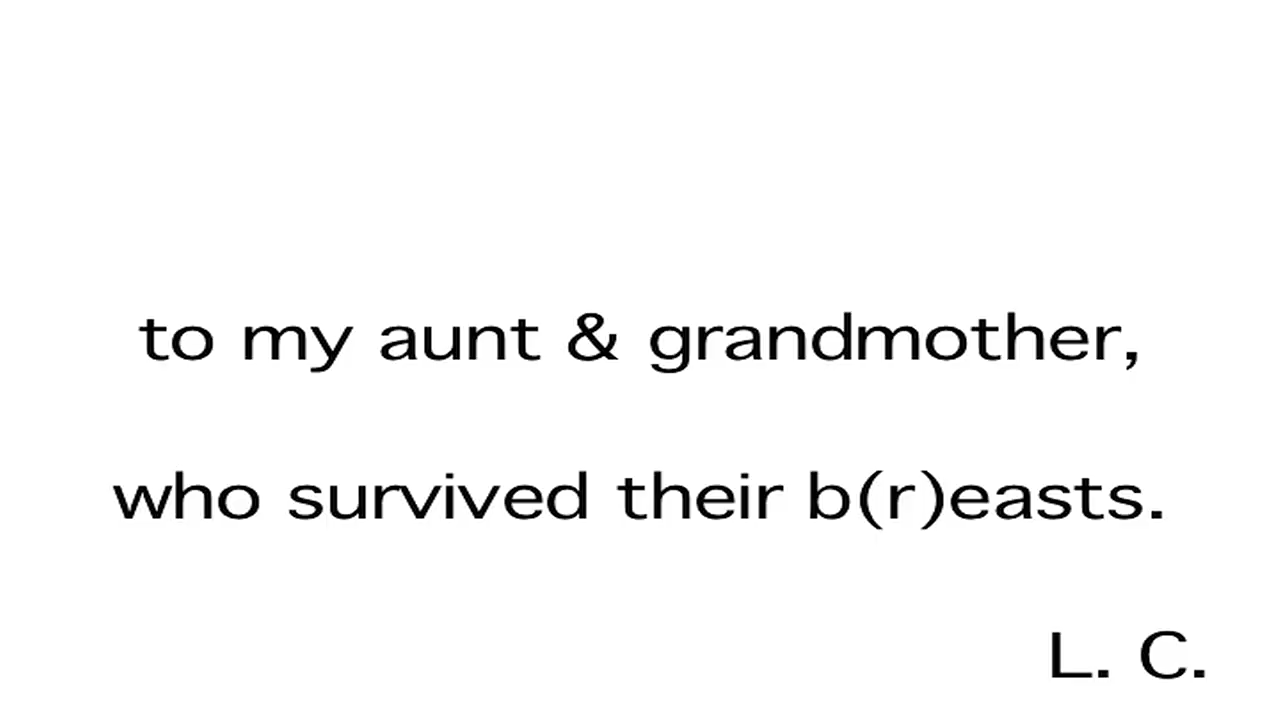 to my aunt & grandmother,
who survived their b(r)easts.
L. C.